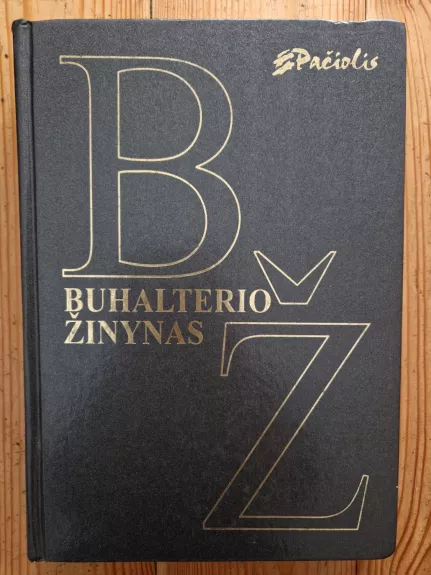 Pačiolis
B
BUHALTERIO
ŽINYNAS
Ž